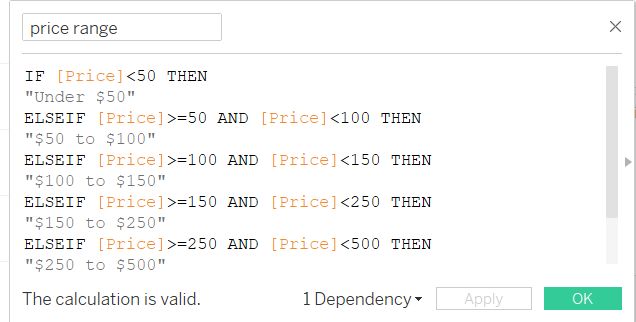 price range
IF [Price]<50 THEN
"Under $50"
ELSEIF [Price]>=50 AND [Price]<100 THEN
"$50 to $100"
ELSEIF [Price]>=100 AND [Price]<150 THEN
"$100 to $150"
ELSEIF [Price]>=150 AND [Price]<250 THEN
"$150 to $250"
ELSEIF [Price]>=250 AND [Price]<500 THEN
"$250 to $500"
The calculation is valid. 1 Dependency Apply OK